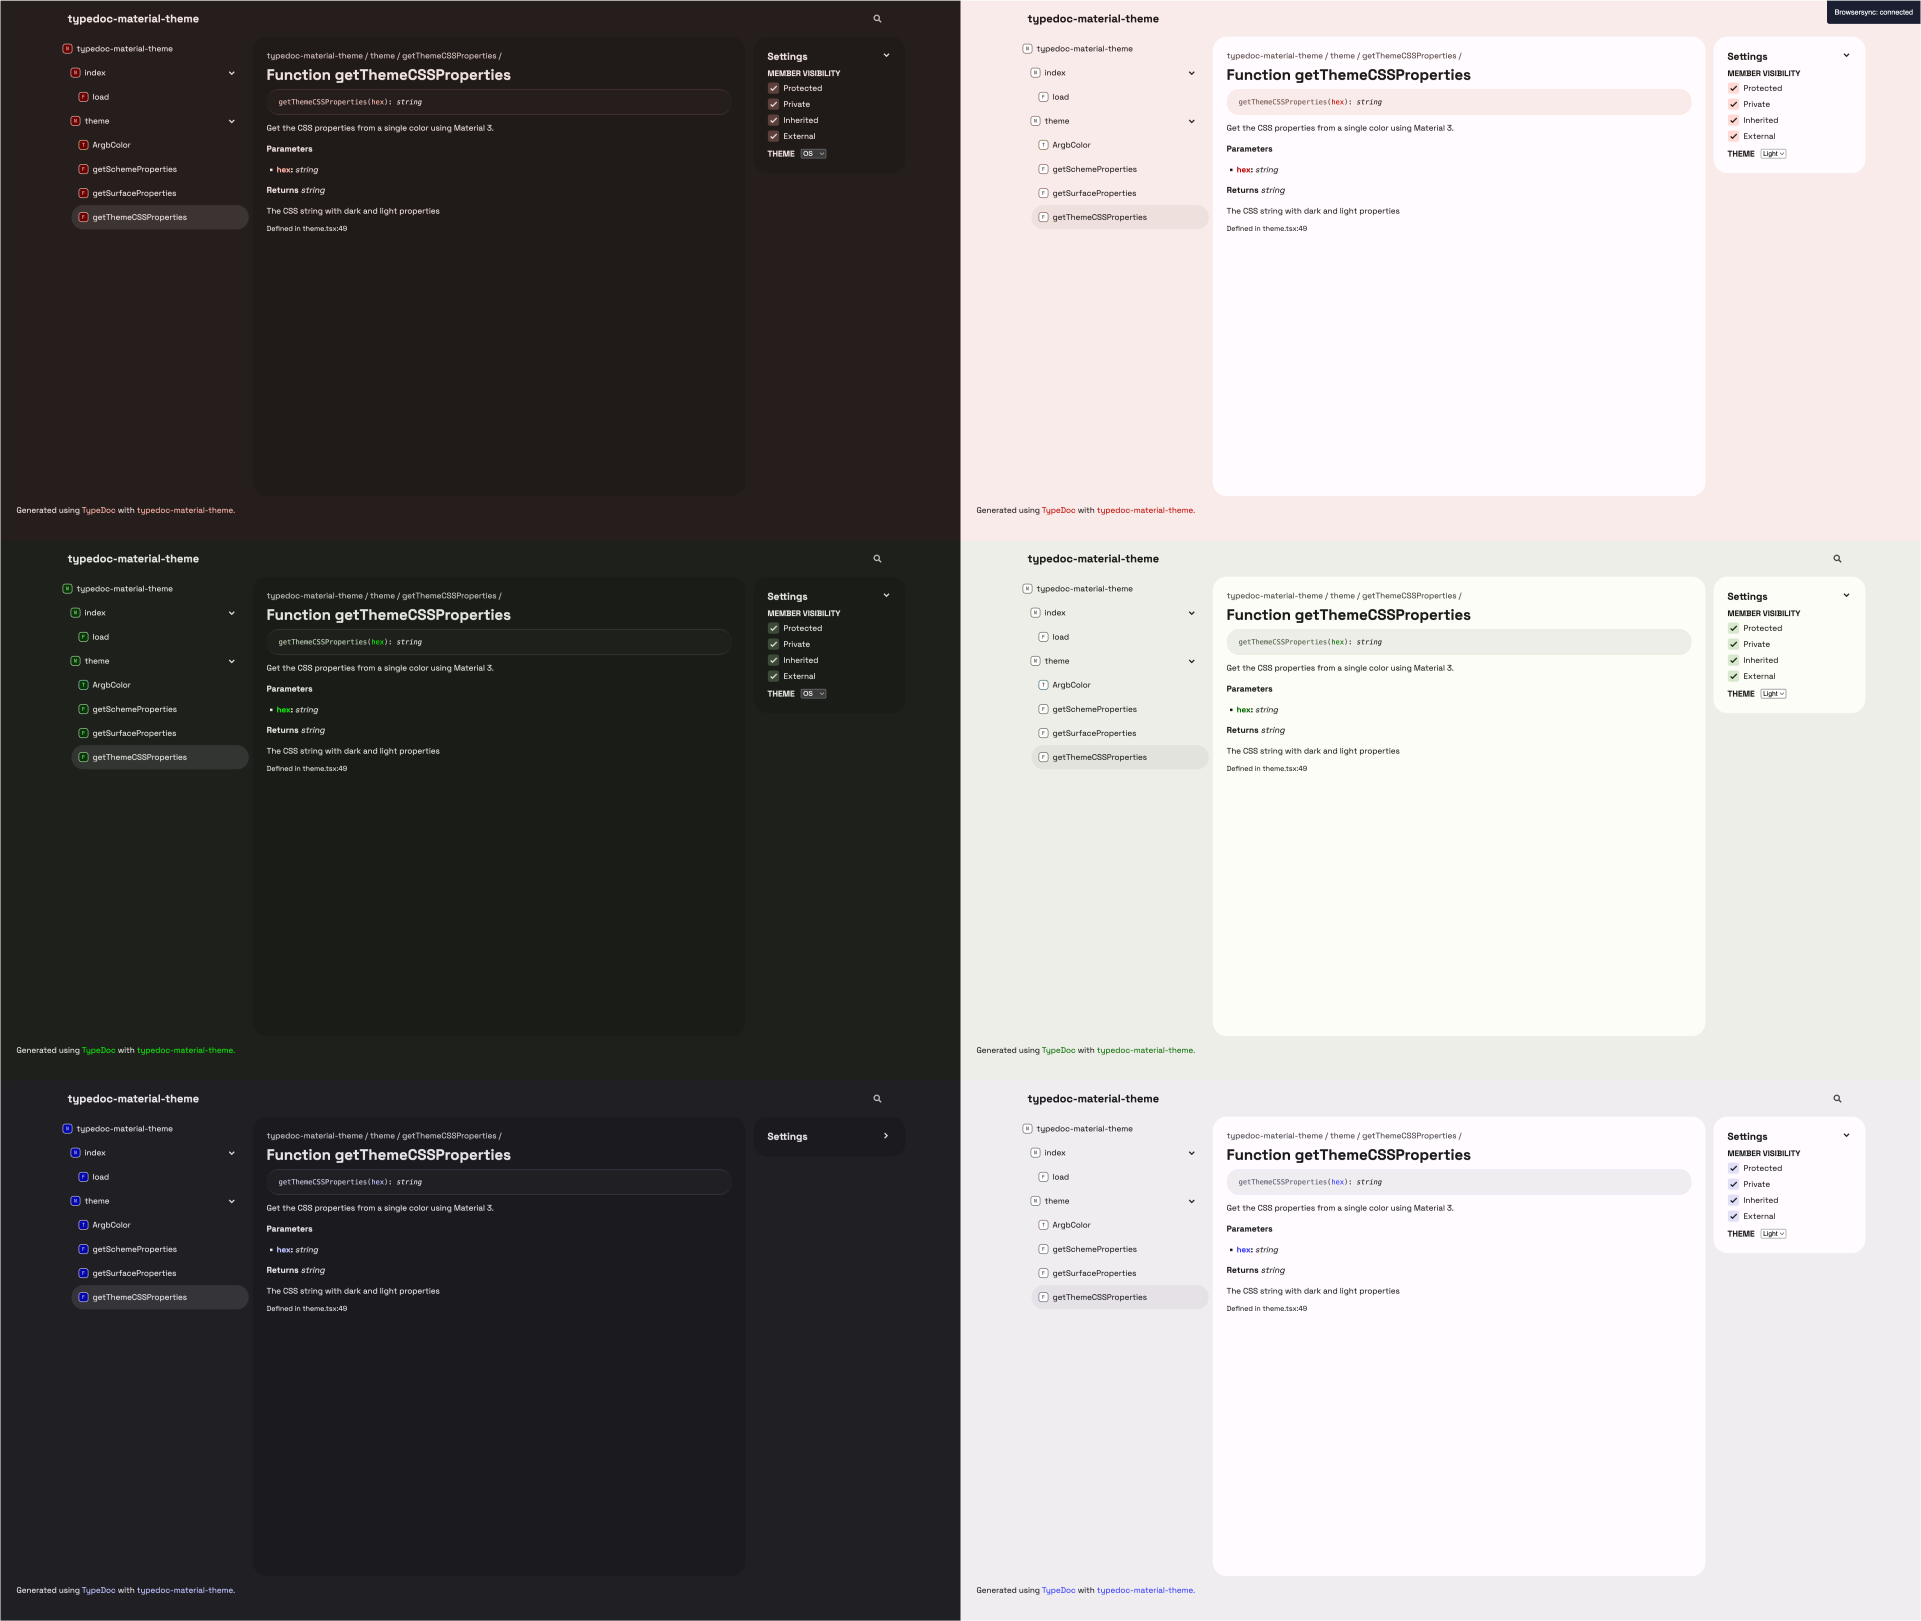 typedoc-material-theme
typedoc-material-theme
index
load
theme
ArgbColor
getSchemeProperties
getSurfaceProperties
getThemeCSSProperties
typedoc-material-theme / theme / getThemeCSSProperties /
Function getThemeCSSProperties
getThemeCSSProperties(hex): string
Get the CSS properties from a single color using Material 3.
Parameters
hex: string
Returns string
The CSS string with dark and light properties
Defined in theme.tsx:49
Settings
MEMBER VISIBILITY
Protected
Private
Inherited
External
THEME OS
Generated using TypeDoc with typedoc-material-theme.
typedoc-material-theme
Browsersync: connected
typedoc-material-theme
index
load
theme
ArgbColor
getSchemeProperties
getSurfaceProperties
getThemeCSSProperties
typedoc-material-theme / theme / getThemeCSSProperties /
Function getThemeCSSProperties
getThemeCSSProperties(hex): string
Get the CSS properties from a single color using Material 3.
Parameters
hex: string
Returns string
The CSS string with dark and light properties
Defined in theme.tsx:49
Settings
MEMBER VISIBILITY
Protected
Private
Inherited
External
THEME Light
Generated using TypeDoc with typedoc-material-theme.
typedoc-material-theme
typedoc-material-theme
index
load
theme
ArgbColor
getSchemeProperties
getSurfaceProperties
getThemeCSSProperties
typedoc-material-theme / theme / getThemeCSSProperties /
Function getThemeCSSProperties
getThemeCSSProperties(hex): string
Get the CSS properties from a single color using Material 3.
Parameters
hex: string
Returns string
The CSS string with dark and light properties
Defined in theme.tsx:49
Settings
MEMBER VISIBILITY
Protected
Private
Inherited
External
THEME OS
Generated using TypeDoc with typedoc-material-theme.
typedoc-material-theme
typedoc-material-theme
index
load
theme
ArgbColor
getSchemeProperties
getSurfaceProperties
getThemeCSSProperties
typedoc-material-theme / theme / getThemeCSSProperties /
Function getThemeCSSProperties
getThemeCSSProperties(hex): string
Get the CSS properties from a single color using Material 3.
Parameters
hex: string
Returns string
The CSS string with dark and light properties
Defined in theme.tsx:49
Settings
MEMBER VISIBILITY
Protected
Private
Inherited
External
THEME Light
Generated using TypeDoc with typedoc-material-theme.
typedoc-material-theme
typedoc-material-theme
index
load
theme
ArgbColor
getSchemeProperties
getSurfaceProperties
getThemeCSSProperties
typedoc-material-theme / theme / getThemeCSSProperties /
Function getThemeCSSProperties
getThemeCSSProperties(hex): string
Get the CSS properties from a single color using Material 3.
Parameters
hex: string
Returns string
The CSS string with dark and light properties
Defined in theme.tsx:49
Settings
Generated using TypeDoc with typedoc-material-theme.
typedoc-material-theme
typedoc-material-theme
index
load
theme
ArgbColor
getSchemeProperties
getSurfaceProperties
getThemeCSSProperties
typedoc-material-theme / theme / getThemeCSSProperties /
Function getThemeCSSProperties
getThemeCSSProperties(hex): string
Get the CSS properties from a single color using Material 3.
Parameters
hex: string
Returns string
The CSS string with dark and light properties
Defined in theme.tsx:49
Settings
MEMBER VISIBILITY
Protected
Private
Inherited
External
THEME Light
Generated using TypeDoc with typedoc-material-theme.